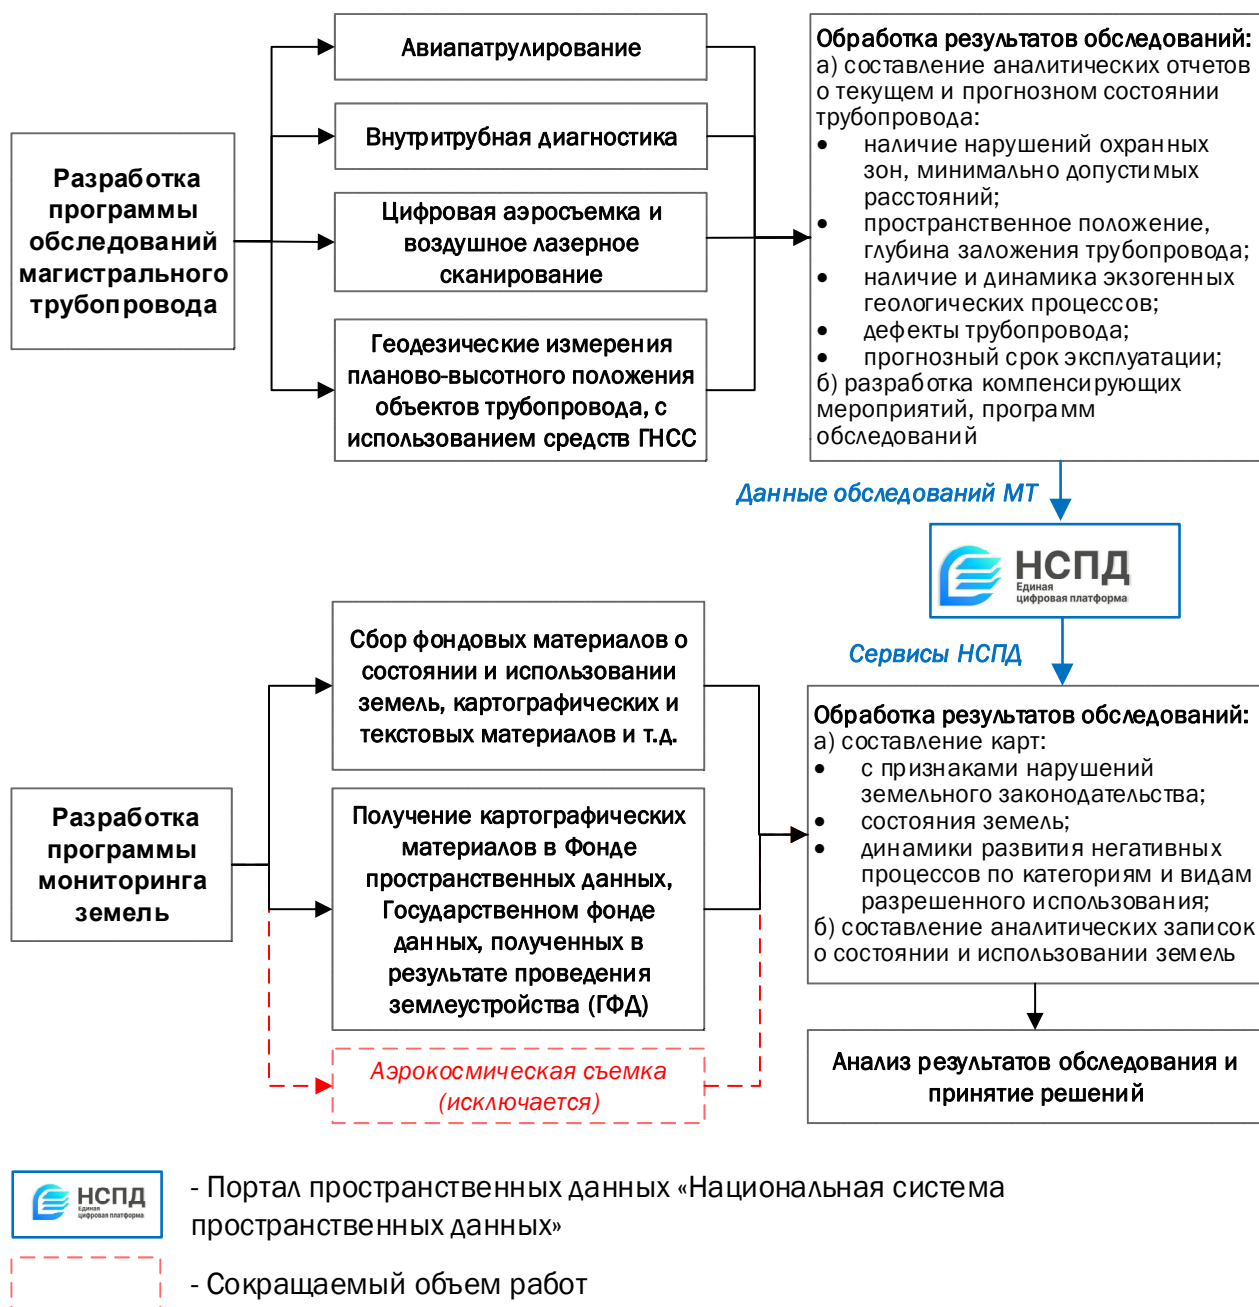 Разработка
программы
обследований
магистрального
трубопровода
Авиапатрулирование
Внутритрубная диагностика
Цифровая аэросъемка и
воздушное лазерное
сканирование
Геодезические измерения
планово-высотного положения
объектов трубопровода, с
использованием средств ГНСС
Обработка результатов обследований:
а) составление аналитических отчетов
о текущем и прогнозном состоянии
трубопровода:
• наличие нарушений охранных
зон, минимально допустимых
расстояний;
• пространственное положение,
глубина заложения трубопровода;
• наличие и динамика экзогенных
геологических процессов;
• дефекты трубопровода;
• прогнозный срок эксплуатации;
б) разработка компенсирующих
мероприятий, программ
обследований
Данные обследований МТ
НСПД
Единая
цифровая платформа
Сервисы НСПД
Разработка
программы
мониторинга
земель
Сбор фондовых материалов о
состоянии и использовании
земель, картографических и
текстовых материалов и т.д.
Получение картографических
материалов в Фонде
пространственных данных,
Государственном фонде
данных, полученных в
результате проведения
землеустройства (ГФД)
Аэрокосмическая съемка
(исключается)
Обработка результатов обследований:
а) составление карт:
• с признаками нарушений
земельного законодательства;
• состояния земель;
• динамики развития негативных
процессов по категориям и видам
разрешенного использования;
б) составление аналитических записок
о состоянии и использовании земель
Анализ результатов обследования и
принятие решений
НСПД
Единая
цифровая платформа
- Портал пространственных данных «Национальная система
пространственных данных»
- Сокращаемый объем работ